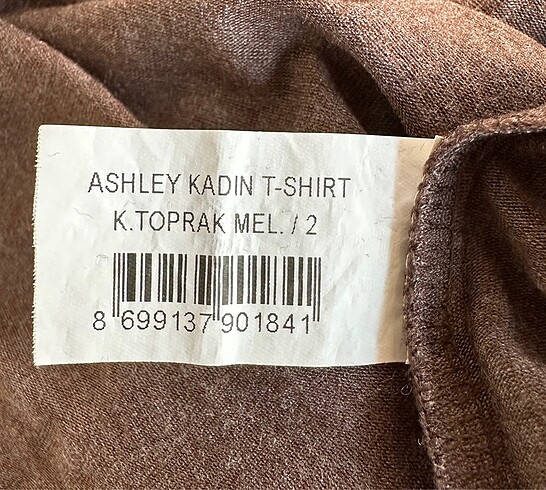 ASHLEY KADIN T-SHIRT
K.TOPRAK MEL. / 2
8 699137 901841